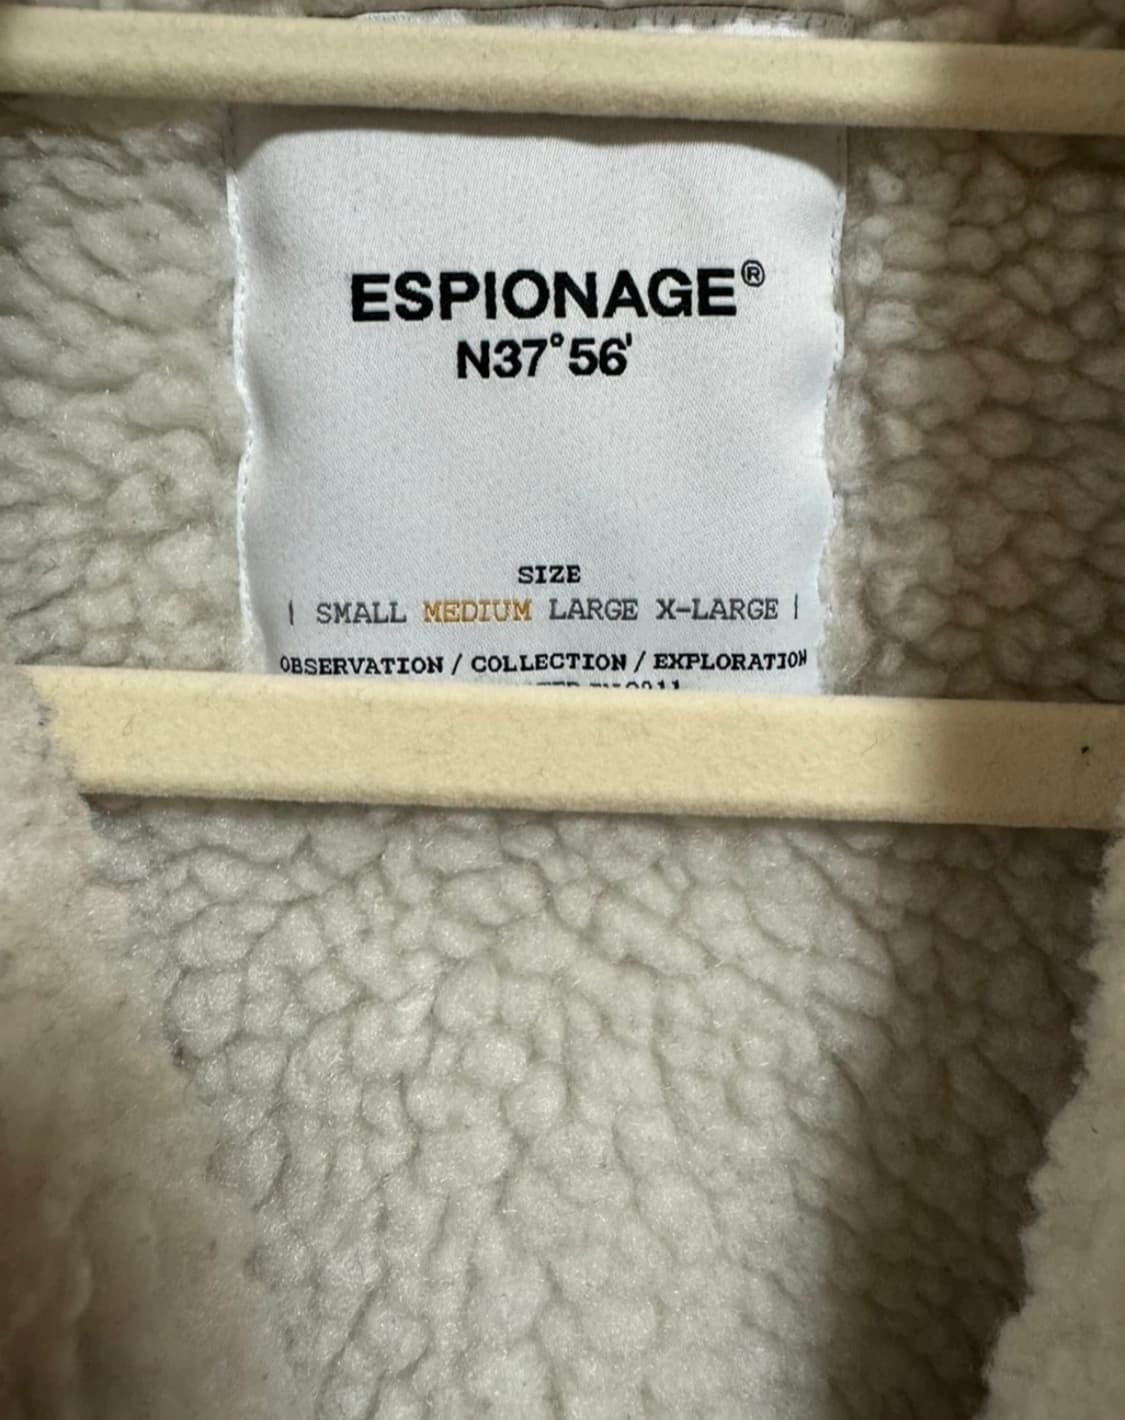 ESPIONAGE®
N37°56'
SIZE
| SMALL MEDIUM LARGE X-LARGE |
OBSERVATION / COLLECTION / EXPLORATION